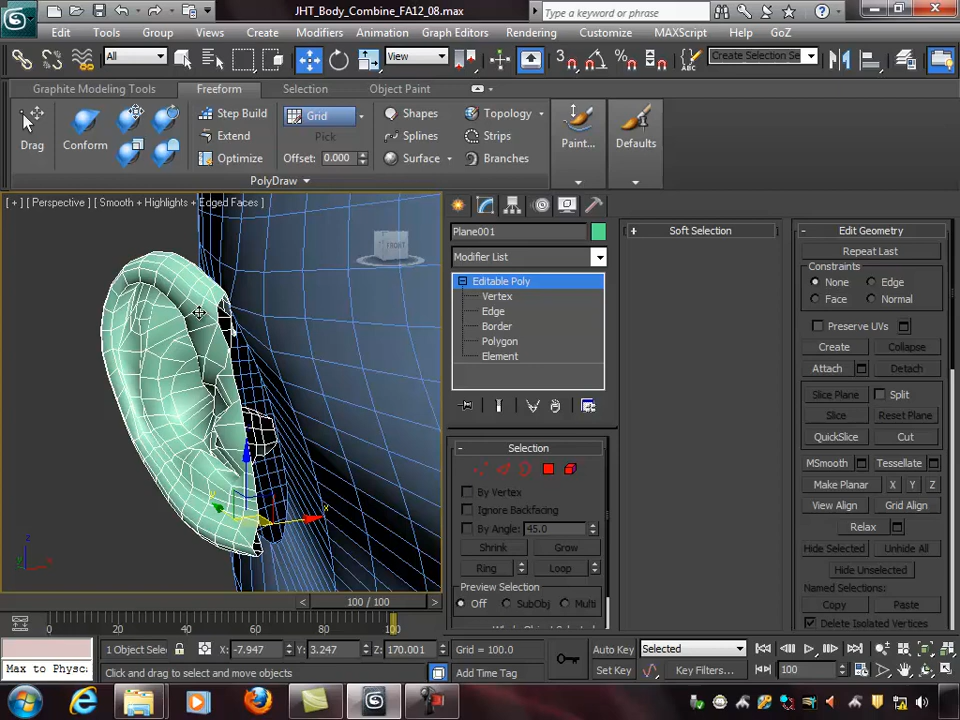 JHT_Body_Combine_FA12_08.max
Type a keyword or phrase
Edit Tools Group Views Create Modifiers Animation Graph Editors Rendering Customize MAXScript Help GoZ
All View Create Selection Se
Graphite Modeling Tools Freeform Selection Object Paint
Drag Conform Step Build Grid Shapes Topology
Extend Pick Splines Strips Paint... Defaults
Optimize Offset: 0.000 Surface Branches
PolyDraw
[ + ] [ Perspective ] [ Smooth + Highlights + Edged Faces ]
FRONT
Plane001
Modifier List
Editable Poly
Vertex
Edge
Border
Polygon
Element
Selection
By Vertex
Ignore Backfacing
By Angle: 45.0
Shrink Grow
Ring Loop
Preview Selection
Off SubObj Multi
Soft Selection
Edit Geometry
Repeat Last
Constraints
None Edge
Face Normal
Preserve UVs
Create Collapse
Attach Detach
Slice Plane Split
Slice Reset Plane
QuickSlice Cut
MSmooth Tessellate
Make Planar X Y Z
View Align Grid Align
Relax
Hide Selected Unhide All
Hide Unselected
Named Selections:
Copy Paste
Delete Isolated Vertices
x
100 / 100
0 20 40 60 80 100
1 Object Selec X: -7.947 Y: 3.247 Z: 170.001 Grid = 100.0 Auto Key Selected
Max to Physc Click and drag to select and move objects Add Time Tag Set Key Key Filters... 100
7:10 PM